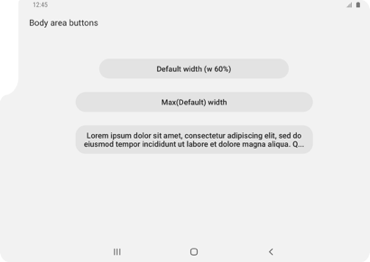 12:45
Body area buttons
Default width (w 60%)
Max(Default) width
Lorem ipsum dolor sit amet, consectetur adipiscing elit, sed do
eiusmod tempor incididunt ut labore et dolore magna aliqua. Q...